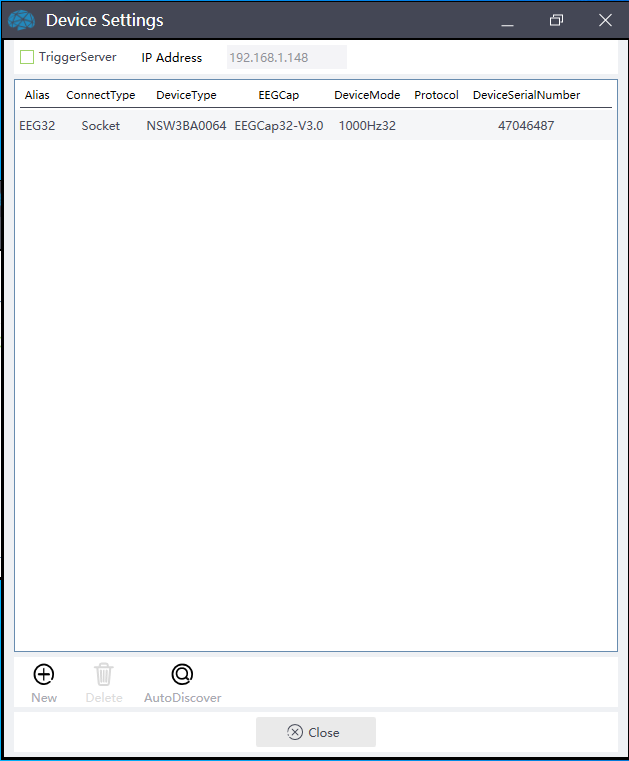 Device Settings
TriggerServer IP Address 192.168.1.148
Alias ConnectType DeviceType EEGCap DeviceMode Protocol DeviceSerialNumber
EEG32 Socket NSW3BA0064 EEGCap32-V3.0 1000Hz32 47046487
New Delete AutoDiscover
Close